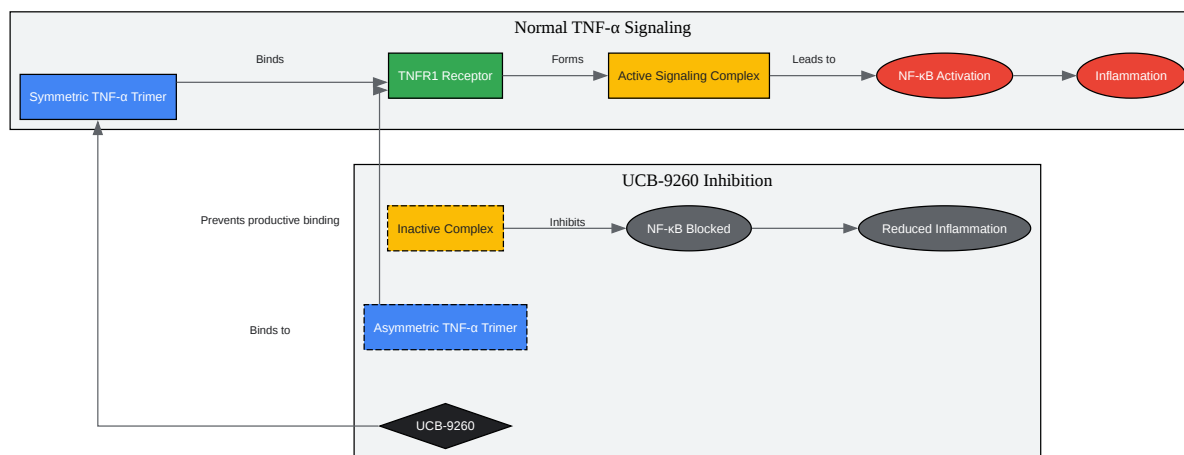 Normal TNF-α Signaling
Symmetric TNF-α Trimer
Binds
TNFR1 Receptor
Forms
Active Signaling Complex
Leads to
NF-κB Activation
Inflammation
UCB-9260 Inhibition
Prevents productive binding
Inactive Complex
Inhibits
NF-κB Blocked
Reduced Inflammation
Binds to
Asymmetric TNF-α Trimer
UCB-9260